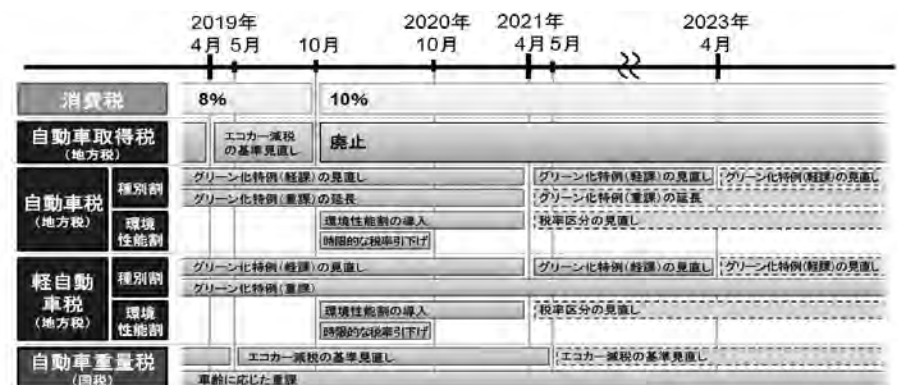 2019年 2020年 2021年 2023年
4月 5月 10月 10月 4月 5月 4月
消費税 8% 10%
自動車取得税
(地方税)
エコカー減税
の基準見直し
廃止
自動車税
(地方税)
種別割
グリーン化特例(軽課)の見直し グリーン化特例(軽課)の見直し グリーン化特例(軽課)の見直し
グリーン化特例(重課)の延長 グリーン化特例(重課)の延長
環境
性能割
環境性能割の導入 税率区分の見直し
時限的な税率引下げ
軽自動
車税
(地方税)
種別割
グリーン化特例(軽課)の見直し グリーン化特例(軽課)の見直し グリーン化特例(軽課)の見直し
グリーン化特例(重課)
環境
性能割
環境性能割の導入 税率区分の見直し
時限的な税率引下げ
自動車重量税
(国税)
エコカー減税の基準見直し エコカー減税の基準見直し
車齢に応じた重課